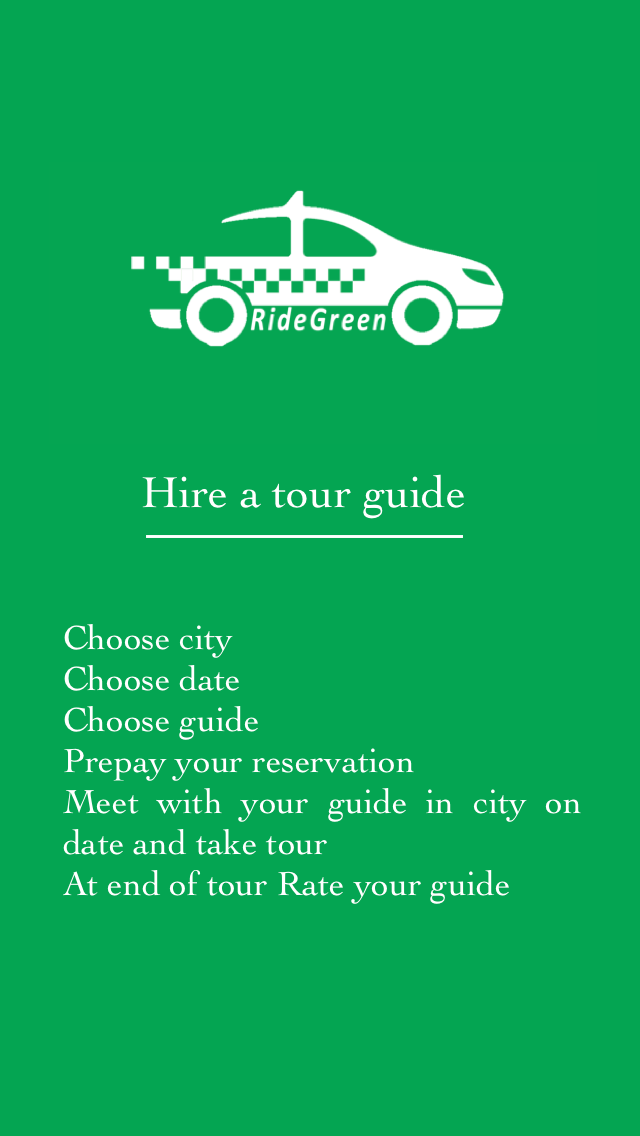 RideGreen
Hire a tour guide
Choose city
Choose date
Choose guide
Prepay your reservation
Meet with your guide in city on
date and take tour
At end of tour Rate your guide